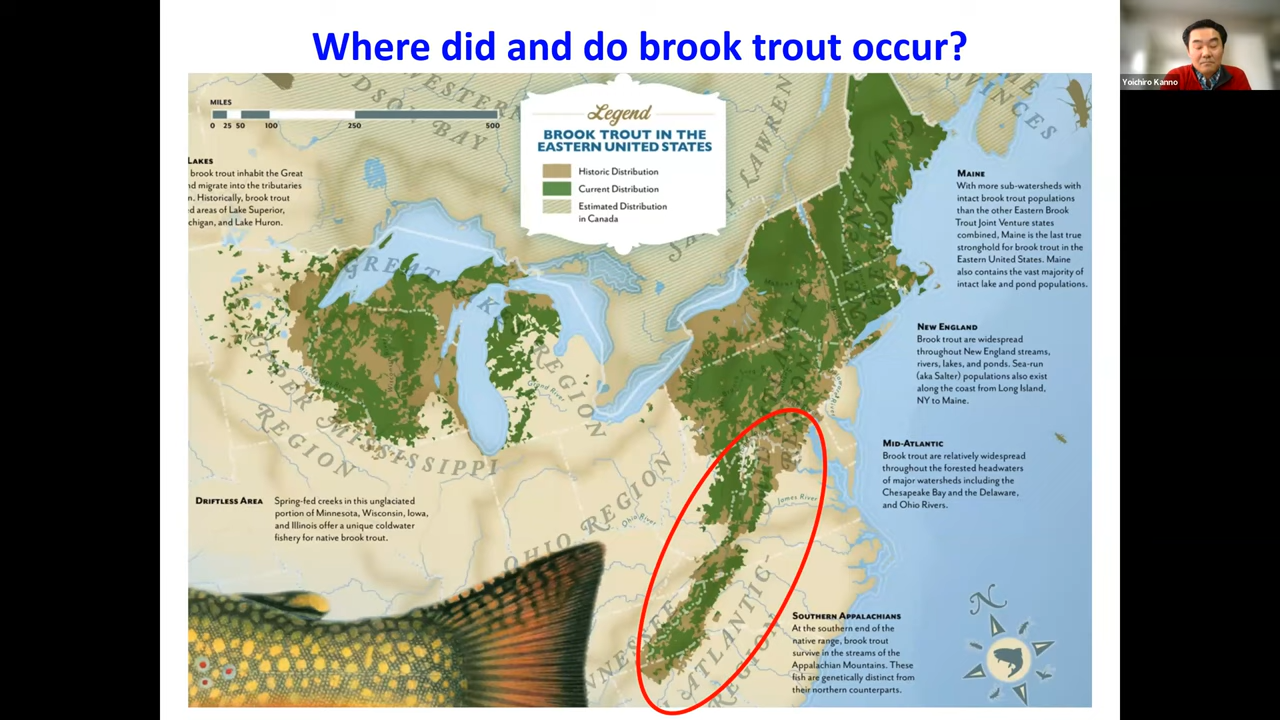 Where did and do brook trout occur?
Yoichiro Kanno
MILES
0 25 50 100 250 500
Legend
BROOK TROUT IN THE
EASTERN UNITED STATES
Historic Distribution
Current Distribution
Estimated Distribution
in Canada
LAKES
brook trout inhabit the Great
nd migrate into the tributaries
n. Historically, brook trout
ed areas of Lake Superior,
chigan, and Lake Huron.
WESTERN
DSON BAY
SAINT LAWRENCE
INCES
GREAT
REGION
UPPER MISSISSIPPI
REGION
OHIO REGION
Ohio River
James River
Grand River
ATLANTIC-
REGION
MAINE
With more sub-watersheds with
intact brook trout populations
than the other Eastern Brook
Trout Joint Venture states
combined, Maine is the last true
stronghold for brook trout in the
Eastern United States. Maine
also contains the vast majority of
intact lake and pond populations.
NEW ENGLAND
Brook trout are widespread
throughout New England streams,
rivers, lakes, and ponds. Sea-run
(aka Salter) populations also exist
along the coast from Long Island,
NY to Maine.
MID-ATLANTIC
Brook trout are relatively widespread
throughout the forested headwaters
of major watersheds including the
Chesapeake Bay and the Delaware,
and Ohio Rivers.
DRIFTLESS AREA
Spring-fed creeks in this unglaciated
portion of Minnesota, Wisconsin, Iowa,
and Illinois offer a unique coldwater
fishery for native brook trout.
SOUTHERN APPALACHIANS
At the southern end of the
native range, brook trout
survive in the streams of the
Appalachian Mountains. These
fish are genetically distinct from
their northern counterparts.
N